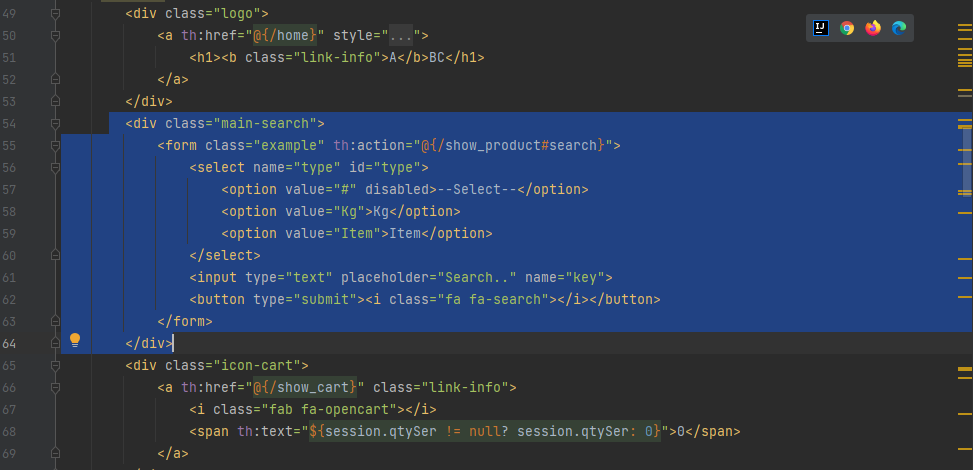 49 <div class="logo">
50 <a th:href="@{/home}" style="...">
51 <h1><b class="link-info">A</b>BC</h1>
52 </a>
53 </div>
54 <div class="main-search">
55 <form class="example" th:action="@{/show_product#search}">
56 <select name="type" id="type">
57 <option value="#" disabled>--Select--</option>
58 <option value="Kg">Kg</option>
59 <option value="Item">Item</option>
60 </select>
61 <input type="text" placeholder="Search.." name="key">
62 <button type="submit"><i class="fa fa-search"></i></button>
63 </form>
64 </div>
65 <div class="icon-cart">
66 <a th:href="@{/show_cart}" class="link-info">
67 <i class="fab fa-opencart"></i>
68 <span th:text="${session.qtySer != null? session.qtySer: 0}">0</span>
69 </a>
IJ